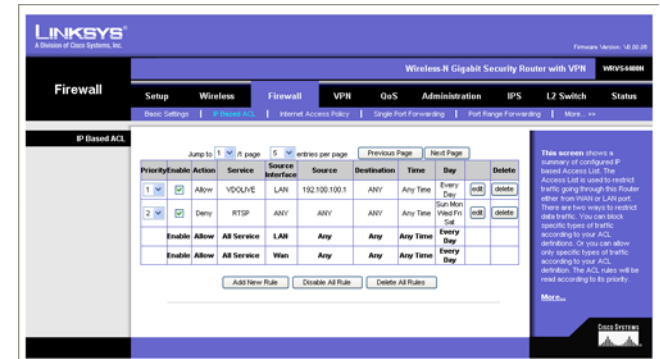 LINKSYS®
A Division of Cisco Systems, Inc.
Firmware Version: V0.00.05
Wireless-N Gigabit Security Router with VPN WRVS4400N
Firewall
Setup Wireless Firewall VPN QoS Administration IPS L2 Switch Status
Basic Settings | IP Based ACL | Internet Access Policy | Single Port Forwarding | Port Range Forwarding | More... >>
IP Based ACL
Jump to 1 /1 page 5 entries per page Previous Page Next Page
Priority Enable Action Service Source Interface Source Destination Time Day Delete
1 Allow VDOLIVE LAN 192.100.100.1 ANY Any Time Every Day edit delete
2 Deny RTSP ANY ANY ANY Any Time Sun Mon Wed Fri Sat edit delete
Enable Allow All Service LAN Any Any Any Time Every Day
Enable Allow All Service Wan Any Any Any Time Every Day
Add New Rule Disable All Rule Delete All Rules
This screen shows a
summary of configured IP
based Access List. The
Access List is used to restrict
traffic going through this Router
either from WAN or LAN port.
There are two ways to restrict
data traffic. You can block
specific types of traffic
according to your ACL
definitions. Or you can allow
only specific types of traffic
according to your ACL
definition. The ACL rules will be
read according to its priority.
More...
CISCO SYSTEMS